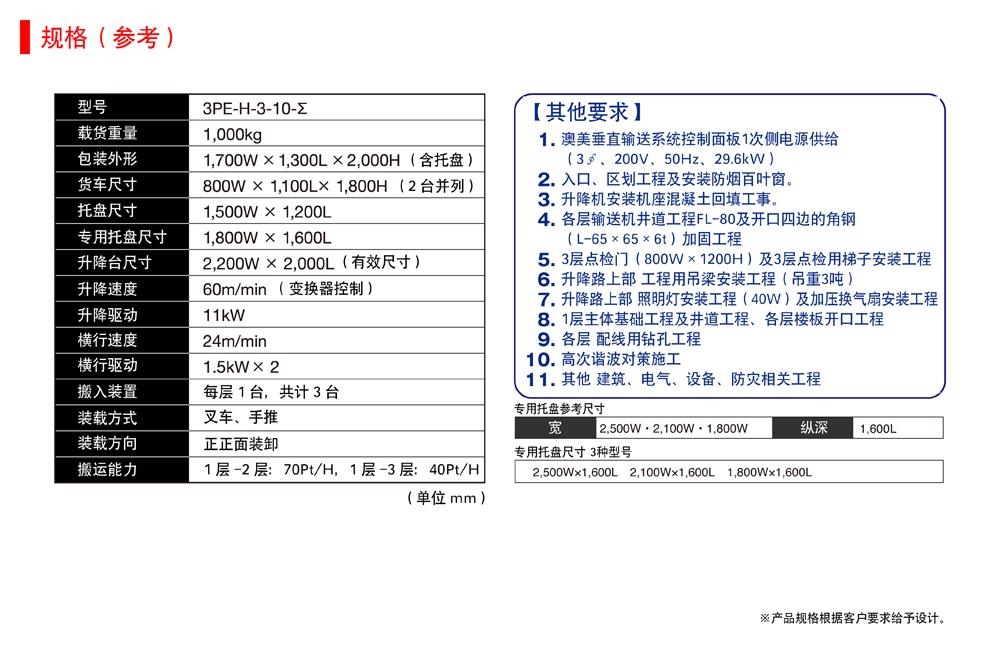 规格（参考）
型号 3PE-H-3-10-Σ
载货重量 1,000kg
包装外形 1,700W × 1,300L × 2,000H（含托盘）
货车尺寸 800W × 1,100L× 1,800H（2台并列）
托盘尺寸 1,500W × 1,200L
专用托盘尺寸 1,800W × 1,600L
升降台尺寸 2,200W × 2,000L（有效尺寸）
升降速度 60m/min（变换器控制）
升降驱动 11kW
横行速度 24m/min
横行驱动 1.5kW× 2
搬入装置 每层1台，共计3台
装载方式 叉车、手推
装载方向 正正面装卸
搬运能力 1层-2层：70Pt/H，1层-3层：40Pt/H
（单位 mm）
【其他要求】
1. 澳美垂直输送系统控制面板1次侧电源供给
（3∮、200V、50Hz、29.6kW）
2. 入口、区划工程及安装防烟百叶窗。
3. 升降机安装机座混凝土回填工事。
4. 各层输送机井道工程FL-80及开口四边的角钢
（L-65×65×6t）加固工程
5. 3层点检门（800W×1200H）及3层点检用梯子安装工程
6. 升降路上部 工程用吊梁安装工程（吊重3吨）
7. 升降路上部 照明灯安装工程（40W）及加压换气扇安装工程
8. 1层主体基础工程及井道工程、各层楼板开口工程
9. 各层 配线用钻孔工程
10. 高次谐波对策施工
11. 其他 建筑、电气、设备、防灾相关工程
专用托盘参考尺寸
宽 2,500W・2,100W・1,800W 纵深 1,600L
专用托盘尺寸 3种型号
2,500W×1,600L 2,100W×1,600L 1,800W×1,600L
※产品规格根据客户要求给予设计。